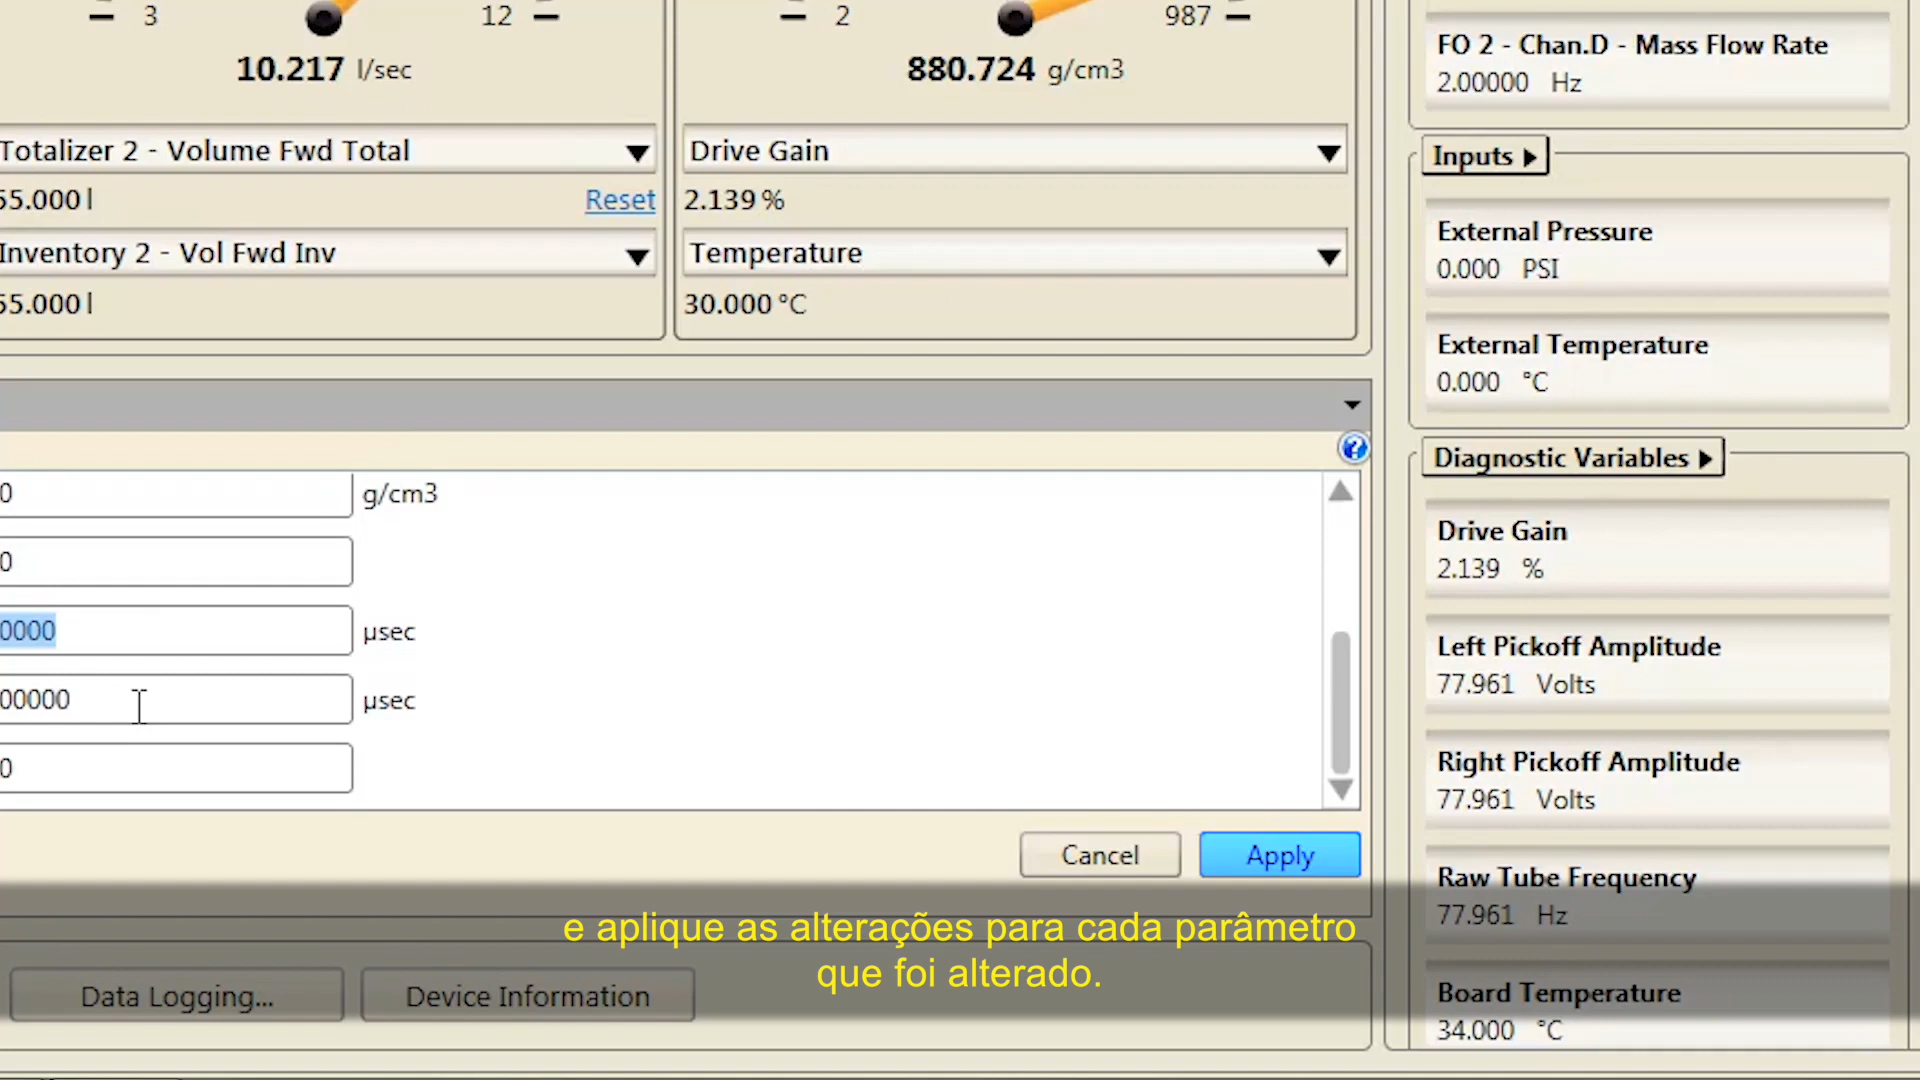 3
12
10.217 l/sec
2
987
880.724 g/cm3
Totalizer 2 - Volume Fwd Total
55.000 l
Reset
Inventory 2 - Vol Fwd Inv
55.000 l
Drive Gain
2.139 %
Temperature
30.000 °C
0
g/cm3
0
0000
µsec
00000
µsec
0
Cancel
Apply
Data Logging...
Device Information
FO 2 - Chan.D - Mass Flow Rate
2.00000 Hz
Inputs
External Pressure
0.000 PSI
External Temperature
0.000 °C
Diagnostic Variables
Drive Gain
2.139 %
Left Pickoff Amplitude
77.961 Volts
Right Pickoff Amplitude
77.961 Volts
Raw Tube Frequency
77.961 Hz
Board Temperature
34.000 °C
e aplique as alterações para cada parâmetro
que foi alterado.